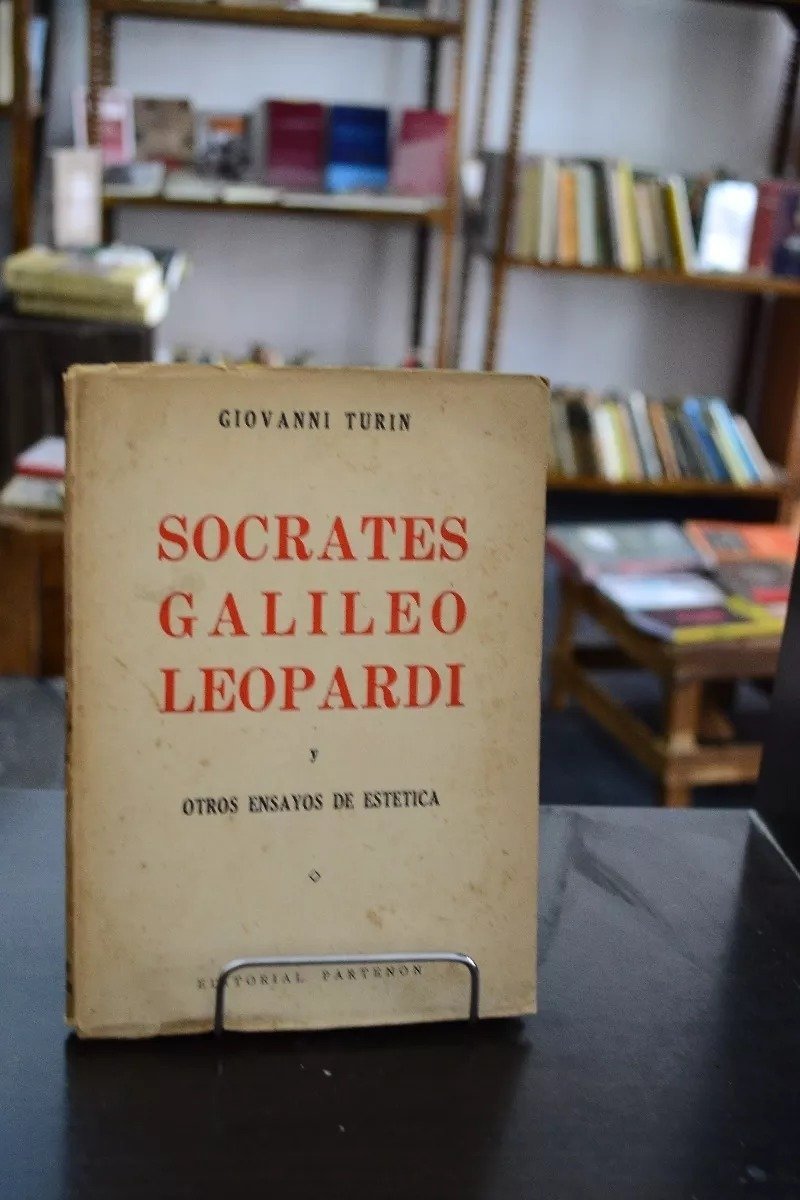 GIOVANNI TURIN
SOCRATES
GALILEO
LEOPARDI
y
OTROS ENSAYOS DE ESTETICA
EDITORIAL PARTENON